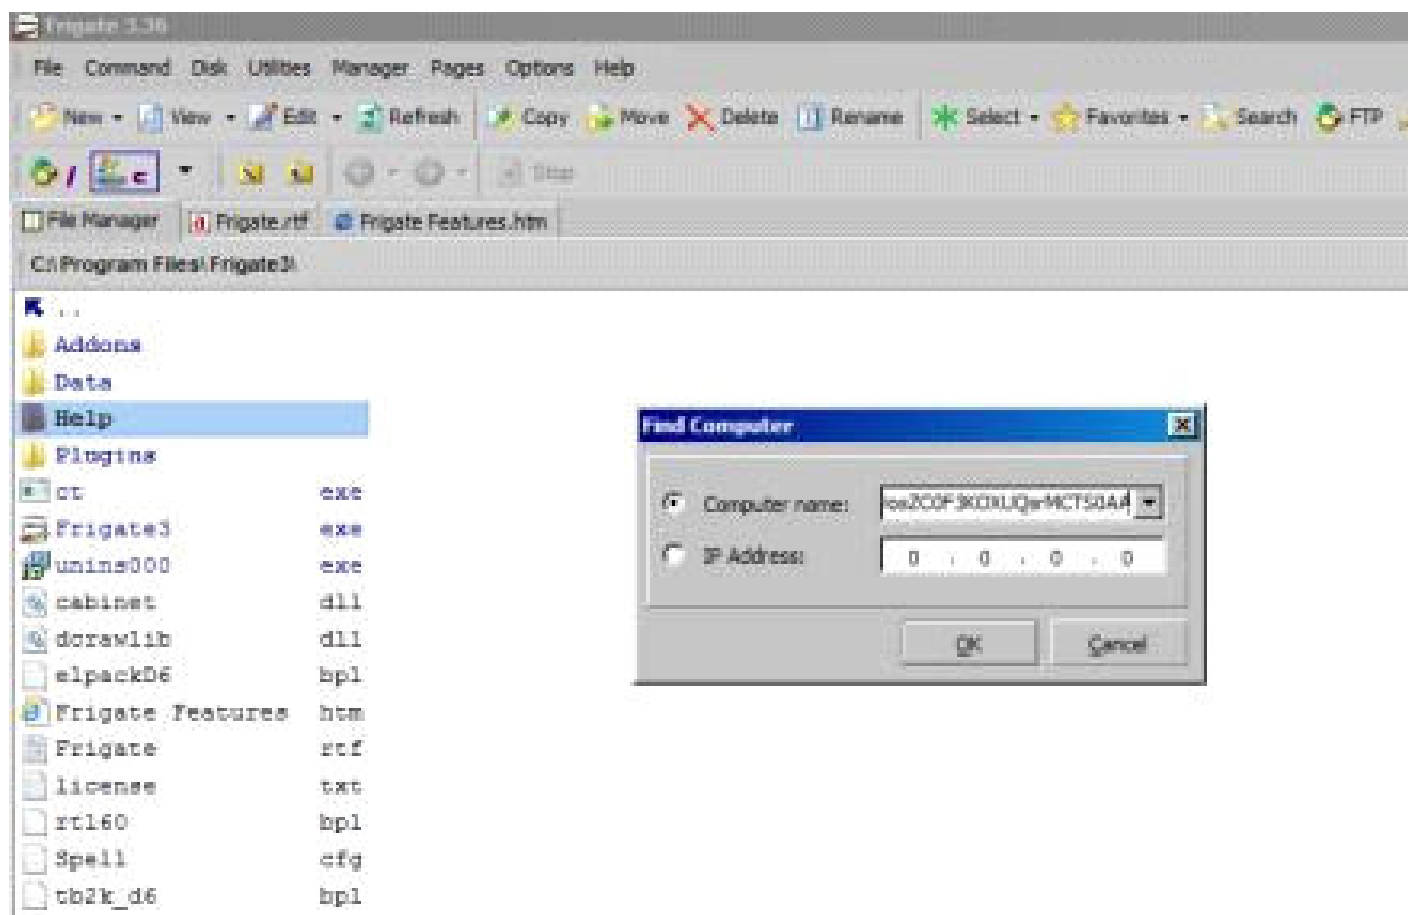 Frigate 3.36
File Command Disk Utilities Manager Pages Options Help
New View Edit Refresh Copy Move Delete Rename Select Favorites Search FTP
/ c Stop
File Manager Frigate.rtf Frigate Features.htm
C:\Program Files\Frigate3\
..
Addons
Data
Help
Plugins
ct exe
Frigate3 exe
unins000 exe
cabinet dll
dcrawlib dll
elpackD6 bpl
Frigate Features htm
Frigate rtf
license txt
rtl60 bpl
Spell cfg
tb2k_d6 bpl
Find Computer
Computer name:
IP Address: 0 . 0 . 0 . 0
OK Cancel